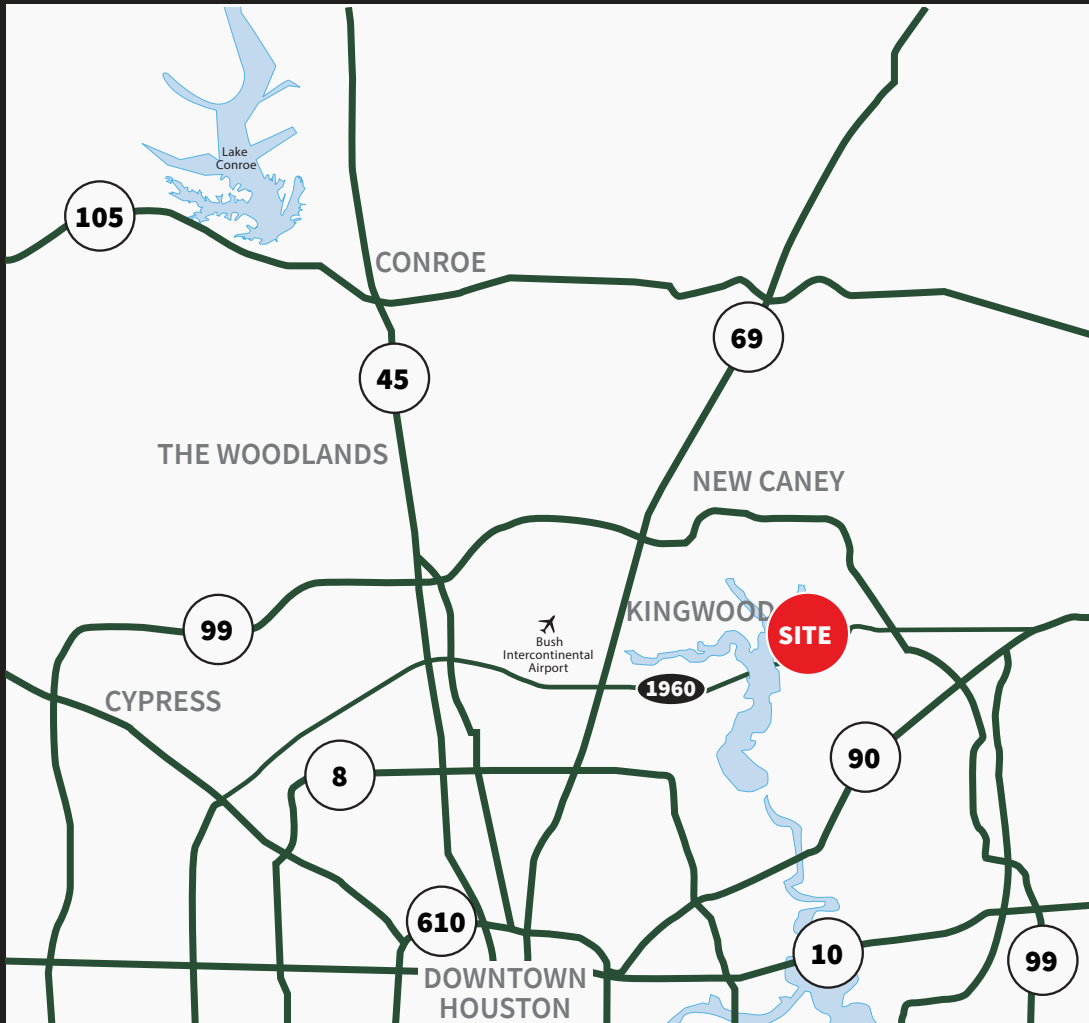 Lake
Conroe
105
CONROE
69
45
THE WOODLANDS
NEW CANEY
99
KINGWOOD
SITE
Bush
Intercontinental
Airport
1960
CYPRESS
8
90
610
10
99
DOWNTOWN
HOUSTON